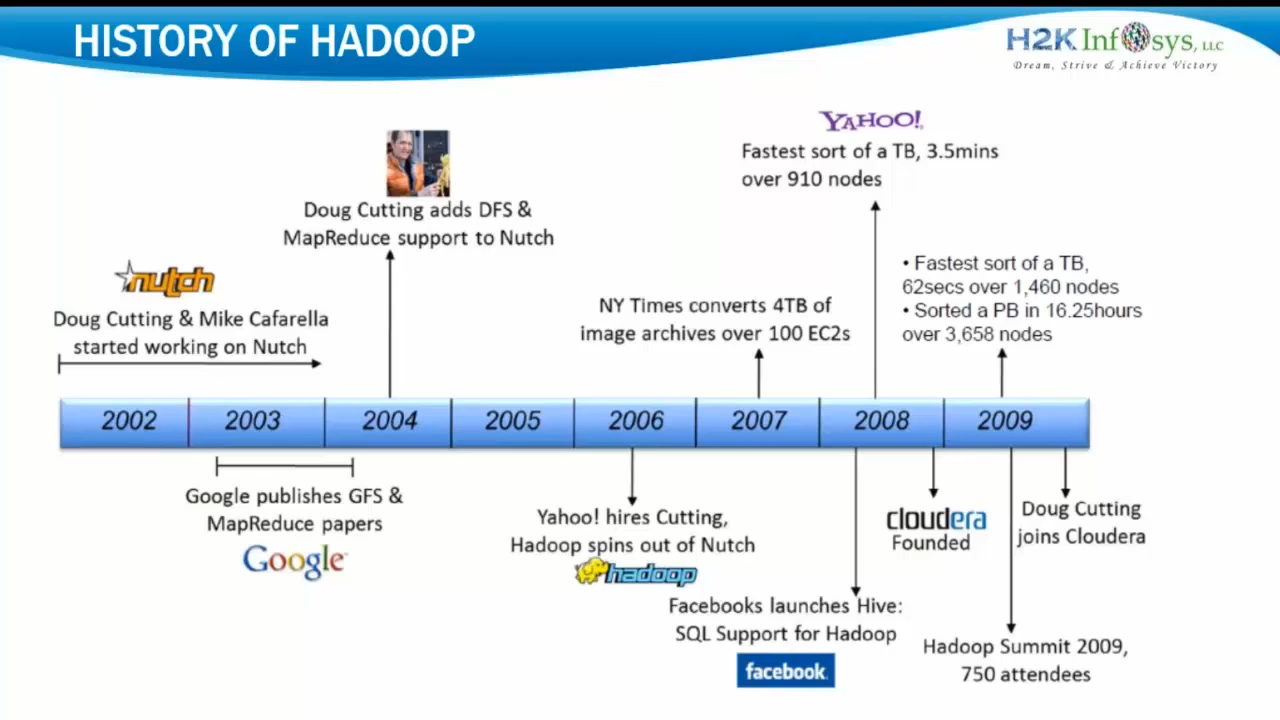 HISTORY OF HADOOP
H2K Infosys, LLC
Dream, Strive & Achieve Victory
YAHOO!
Fastest sort of a TB, 3.5mins
over 910 nodes
Doug Cutting adds DFS &
MapReduce support to Nutch
nutch
Doug Cutting & Mike Cafarella
started working on Nutch
NY Times converts 4TB of
image archives over 100 EC2s
• Fastest sort of a TB,
62secs over 1,460 nodes
• Sorted a PB in 16.25hours
over 3,658 nodes
2002 2003 2004 2005 2006 2007 2008 2009
Google publishes GFS &
MapReduce papers
Google
Yahoo! hires Cutting,
Hadoop spins out of Nutch
hadoop
Facebooks launches Hive:
SQL Support for Hadoop
facebook
cloudera
Founded
Doug Cutting
joins Cloudera
Hadoop Summit 2009,
750 attendees